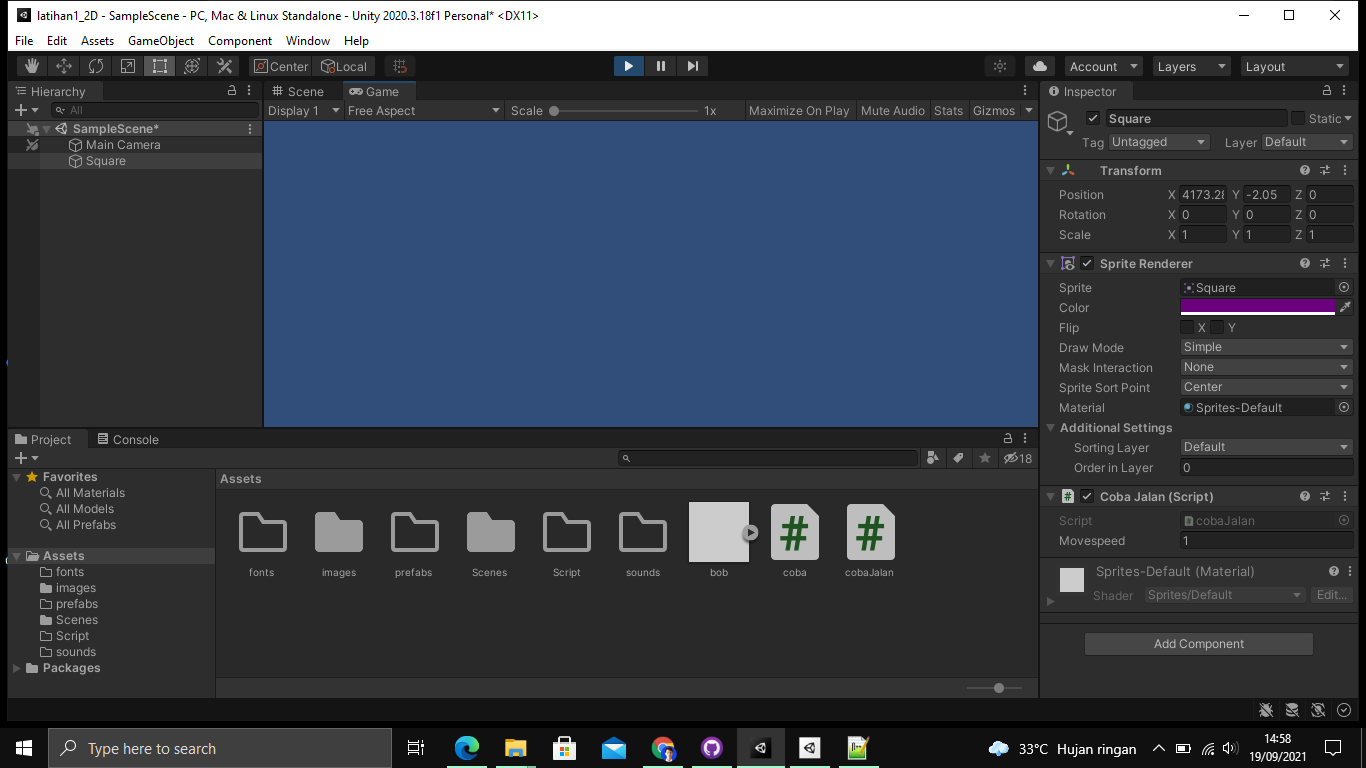 latihan1_2D - SampleScene - PC, Mac & Linux Standalone - Unity 2020.3.18f1 Personal* <DX11>
File Edit Assets GameObject Component Window Help
Center Local Account Layers Layout
Hierarchy
All
SampleScene*
Main Camera
Square
Scene Game
Display 1 Free Aspect Scale 1x Maximize On Play Mute Audio Stats Gizmos
Inspector
Square Static
Tag Untagged Layer Default
Transform
Position X 4173.28 Y -2.05 Z 0
Rotation X 0 Y 0 Z 0
Scale X 1 Y 1 Z 1
Sprite Renderer
Sprite Square
Color
Flip X Y
Draw Mode Simple
Mask Interaction None
Sprite Sort Point Center
Material Sprites-Default
Additional Settings
Sorting Layer Default
Order in Layer 0
Coba Jalan (Script)
Script cobaJalan
Movespeed 1
Sprites-Default (Material)
Shader Sprites/Default Edit...
Add Component
Project Console
18
Favorites
All Materials
All Models
All Prefabs
Assets
fonts
images
prefabs
Scenes
Script
sounds
Packages
Assets
fonts images prefabs Scenes Script sounds bob coba cobaJalan
Type here to search
33°C Hujan ringan
14:58
19/09/2021